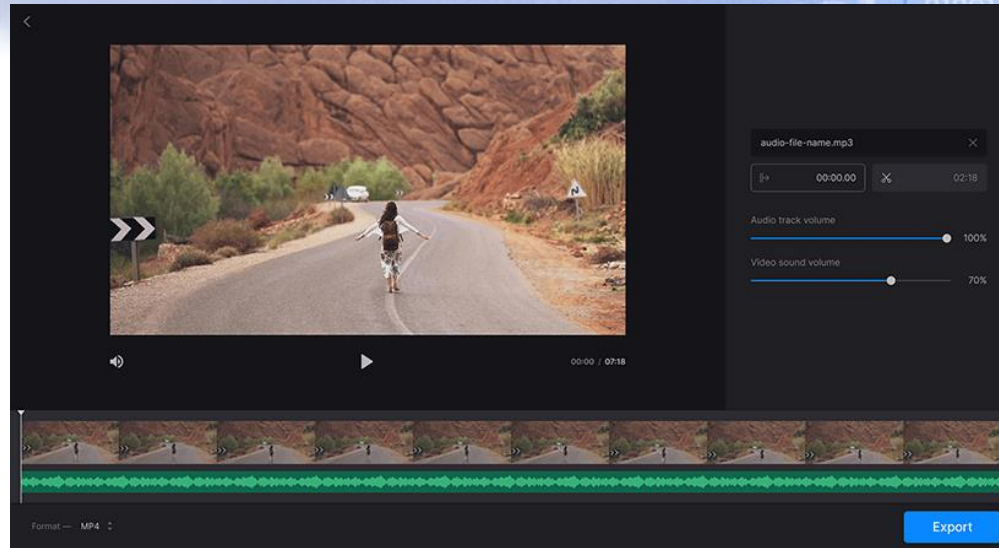 audio-file-name.mp3
00:00.00
02:18
Audio track volume
100%
Video sound volume
70%
00:00 / 07:18
Format — MP4
Export